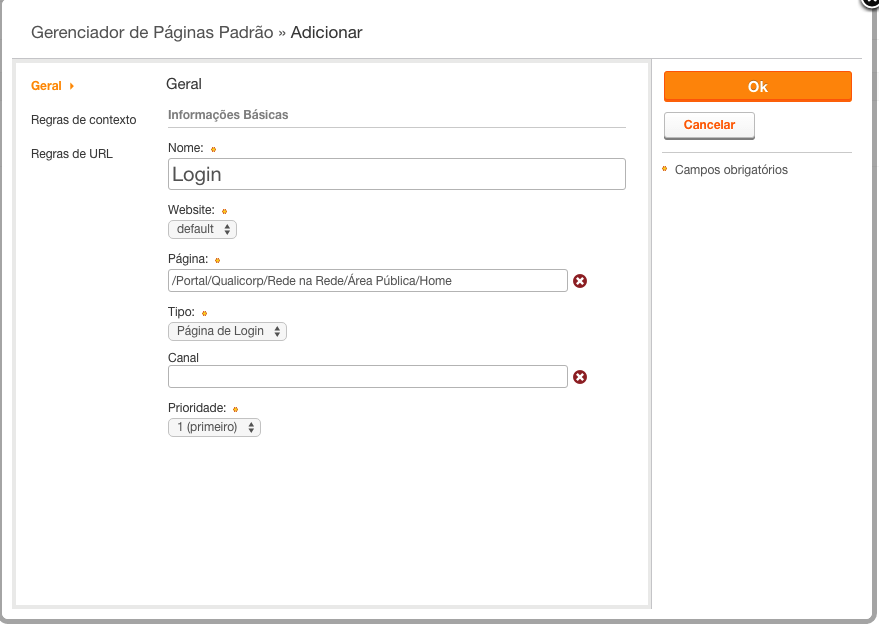 Gerenciador de Páginas Padrão » Adicionar
Geral
Regras de contexto
Regras de URL
Geral
Informações Básicas
Nome: *
Login
Website: *
default
Página: *
/Portal/Qualicorp/Rede na Rede/Área Pública/Home
Tipo: *
Página de Login
Canal
Prioridade: *
1 (primeiro)
Ok
Cancelar
* Campos obrigatórios